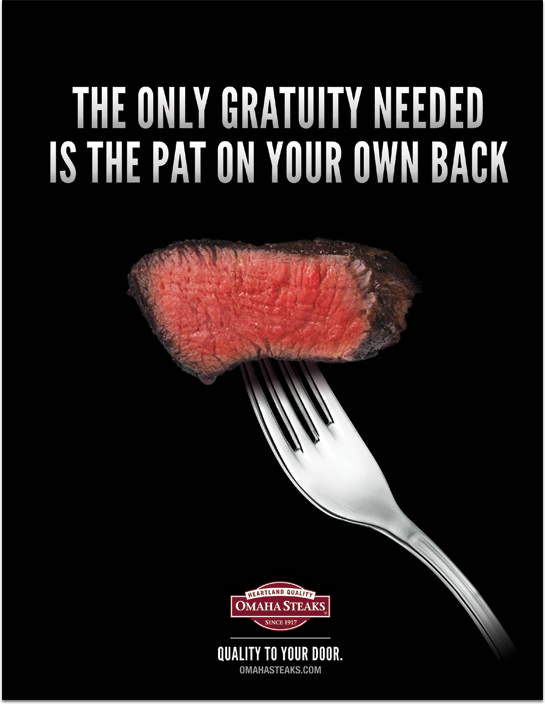 THE ONLY GRATUITY NEEDED
IS THE PAT ON YOUR OWN BACK
HEARTLAND QUALITY
OMAHA STEAKS
SINCE 1917
QUALITY TO YOUR DOOR.
OMAHASTEAKS.COM